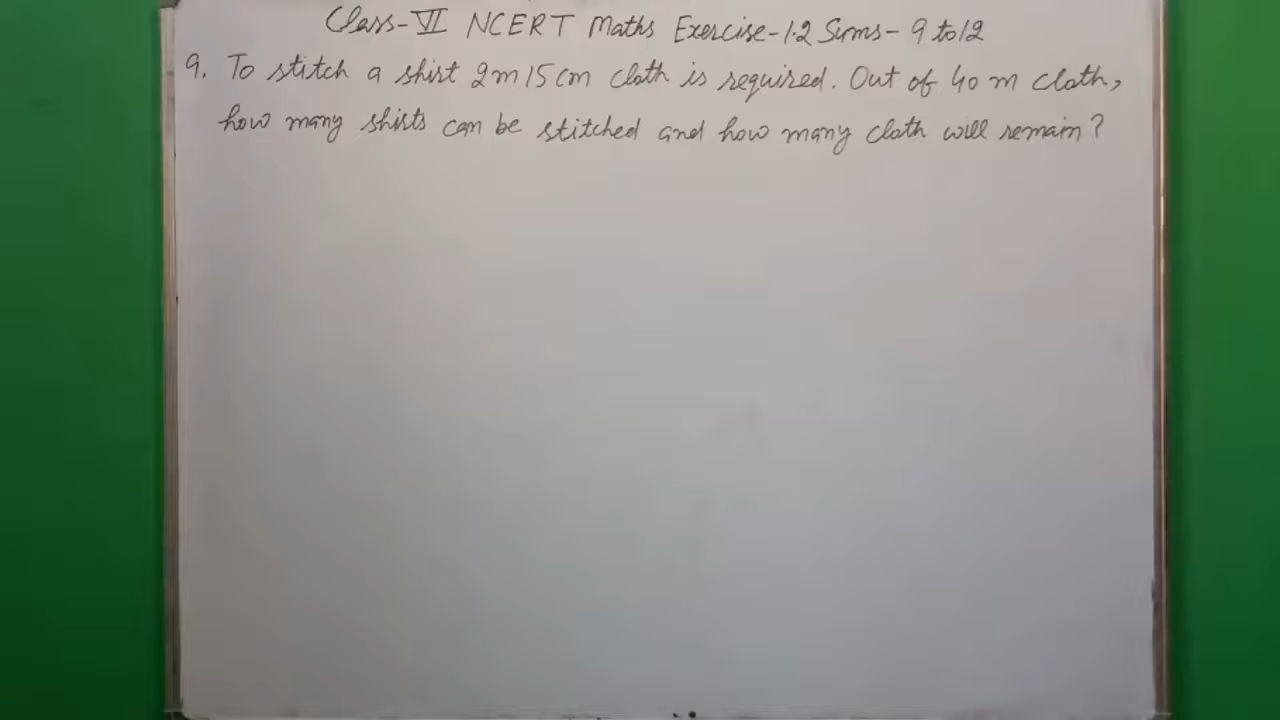 Class-VI NCERT Maths Exercise-1.2 Sums-9 to 12
9. To stitch a shirt 2m 15cm cloth is required. Out of 40 m cloth,
how many shirts can be stitched and how many cloth will remain?